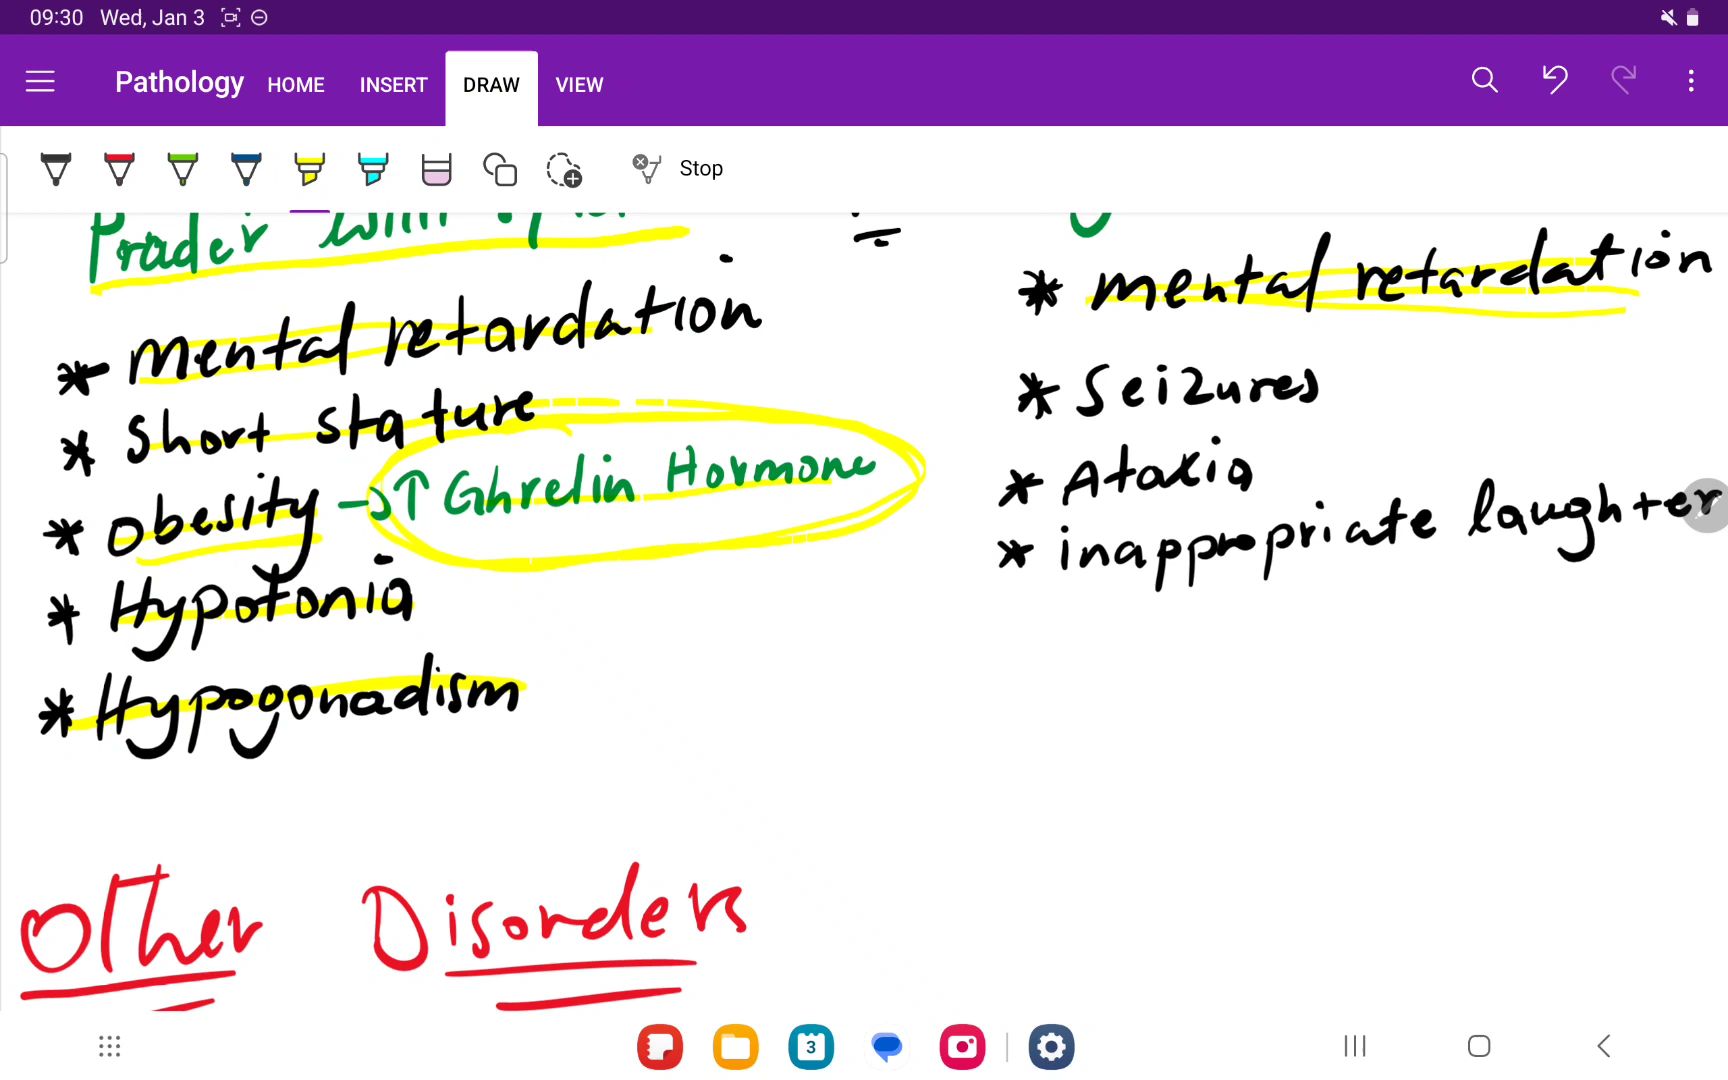 09:30 Wed, Jan 3
Pathology HOME INSERT DRAW VIEW
Stop
Prader
* mental retardation
* Short stature
* Obesity → ↑ Ghrelin Hormone
* Hypotonia
* Hypogonadism
* mental retardation
* Seizures
* Ataxia
* inappropriate laughter
Other Disorders
3